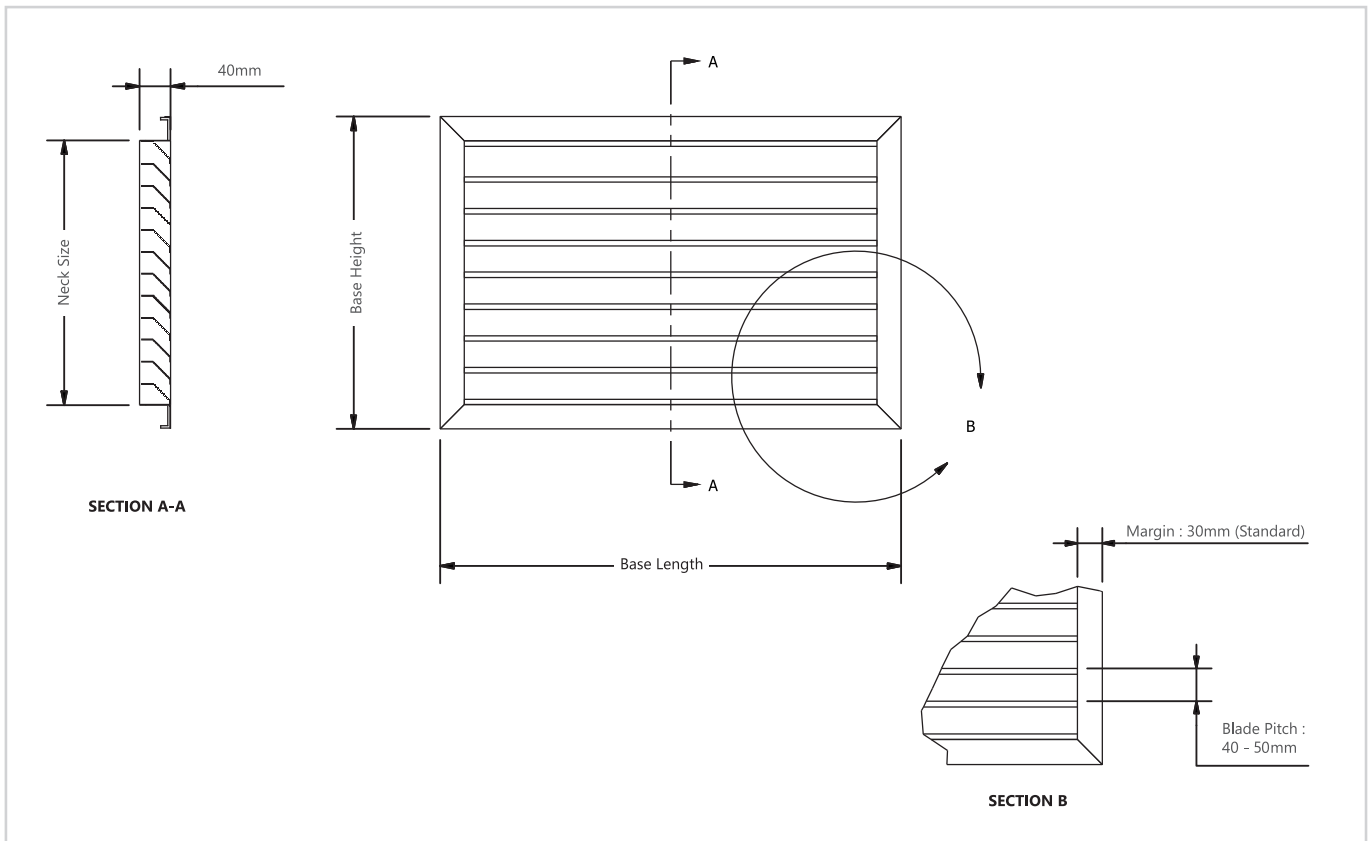 40mm
A
Neck Size
Base Height
B
A
SECTION A-A
Base Length
Margin : 30mm (Standard)
Blade Pitch :
40 - 50mm
SECTION B